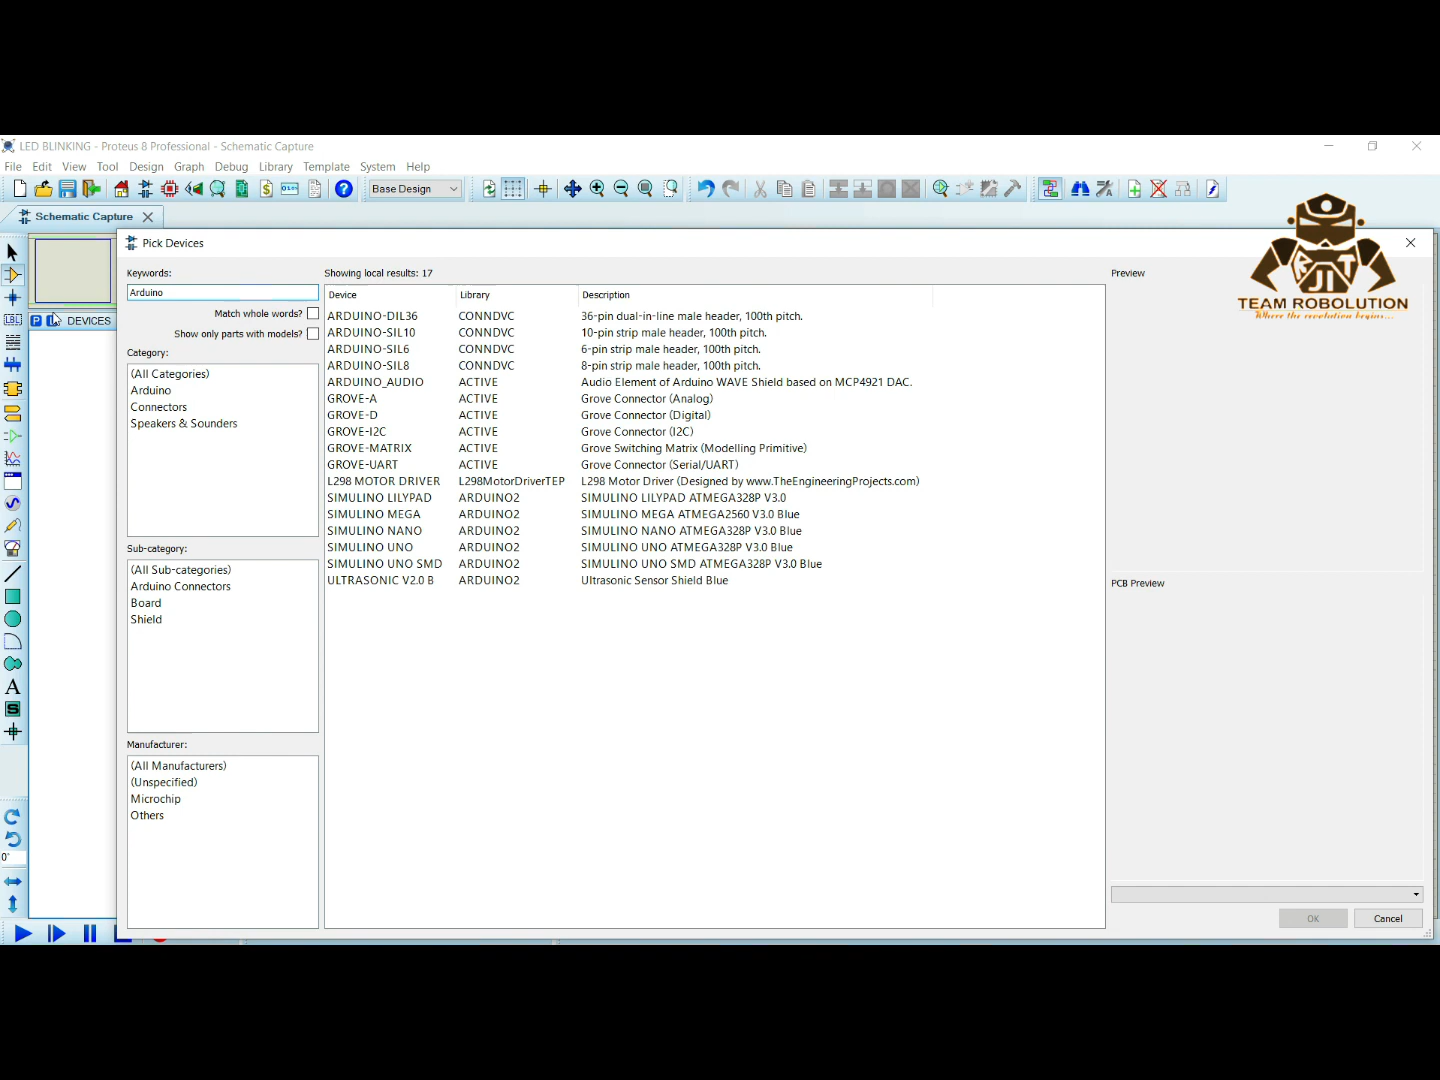 LED BLINKING - Proteus 8 Professional - Schematic Capture
File Edit View Tool Design Graph Debug Library Template System Help
Base Design
Schematic Capture
TEAM ROBOLUTION
Where the revolution begins...
Pick Devices
Keywords:
Arduino
Match whole words?
Show only parts with models?
Category:
(All Categories)
Arduino
Connectors
Speakers & Sounders
Sub-category:
(All Sub-categories)
Arduino Connectors
Board
Shield
Manufacturer:
(All Manufacturers)
(Unspecified)
Microchip
Others
Showing local results: 17
Device Library Description
ARDUINO-DIL36 CONNDVC 36-pin dual-in-line male header, 100th pitch.
ARDUINO-SIL10 CONNDVC 10-pin strip male header, 100th pitch.
ARDUINO-SIL6 CONNDVC 6-pin strip male header, 100th pitch.
ARDUINO-SIL8 CONNDVC 8-pin strip male header, 100th pitch.
ARDUINO_AUDIO ACTIVE Audio Element of Arduino WAVE Shield based on MCP4921 DAC.
GROVE-A ACTIVE Grove Connector (Analog)
GROVE-D ACTIVE Grove Connector (Digital)
GROVE-I2C ACTIVE Grove Connector (I2C)
GROVE-MATRIX ACTIVE Grove Switching Matrix (Modelling Primitive)
GROVE-UART ACTIVE Grove Connector (Serial/UART)
L298 MOTOR DRIVER L298MotorDriverTEP L298 Motor Driver (Designed by www.TheEngineeringProjects.com)
SIMULINO LILYPAD ARDUINO2 SIMULINO LILYPAD ATMEGA328P V3.0
SIMULINO MEGA ARDUINO2 SIMULINO MEGA ATMEGA2560 V3.0 Blue
SIMULINO NANO ARDUINO2 SIMULINO NANO ATMEGA328P V3.0 Blue
SIMULINO UNO ARDUINO2 SIMULINO UNO ATMEGA328P V3.0 Blue
SIMULINO UNO SMD ARDUINO2 SIMULINO UNO SMD ATMEGA328P V3.0 Blue
ULTRASONIC V2.0 B ARDUINO2 Ultrasonic Sensor Shield Blue
Preview
PCB Preview
OK Cancel
P L DEVICES
LBL
A
S
0°